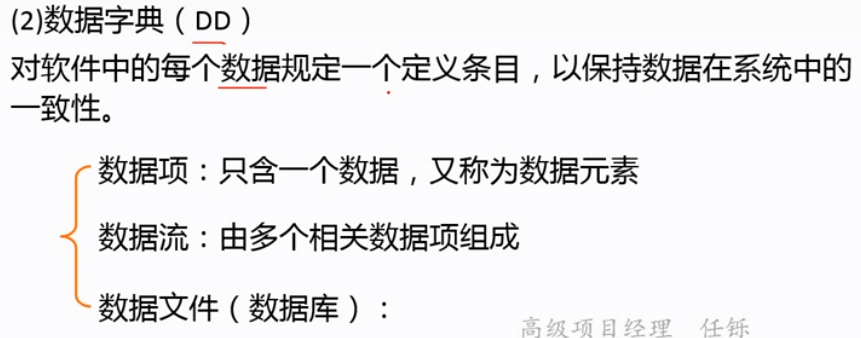 (2)数据字典（DD）
对软件中的每个数据规定一个定义条目，以保持数据在系统中的
一致性。
数据项：只含一个数据，又称为数据元素
数据流：由多个相关数据项组成
数据文件（数据库）：
高级项目经理 任铄